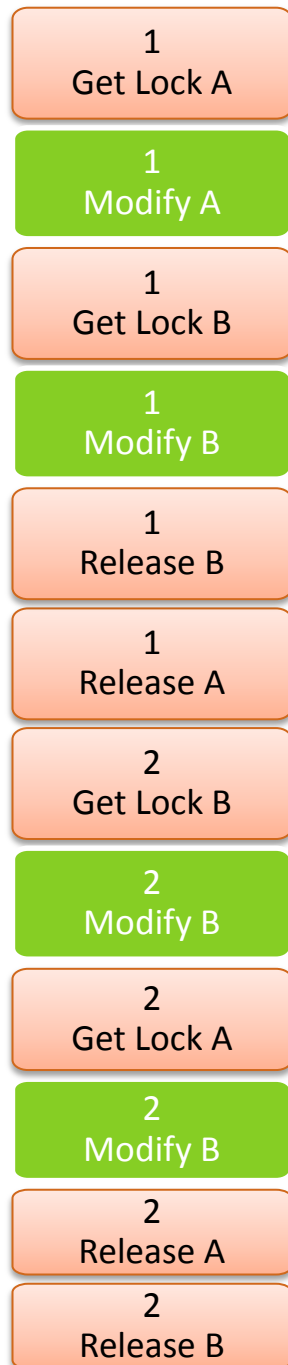 1
Get Lock A
1
Modify A
1
Get Lock B
1
Modify B
1
Release B
1
Release A
2
Get Lock B
2
Modify B
2
Get Lock A
2
Modify B
2
Release A
2
Release B